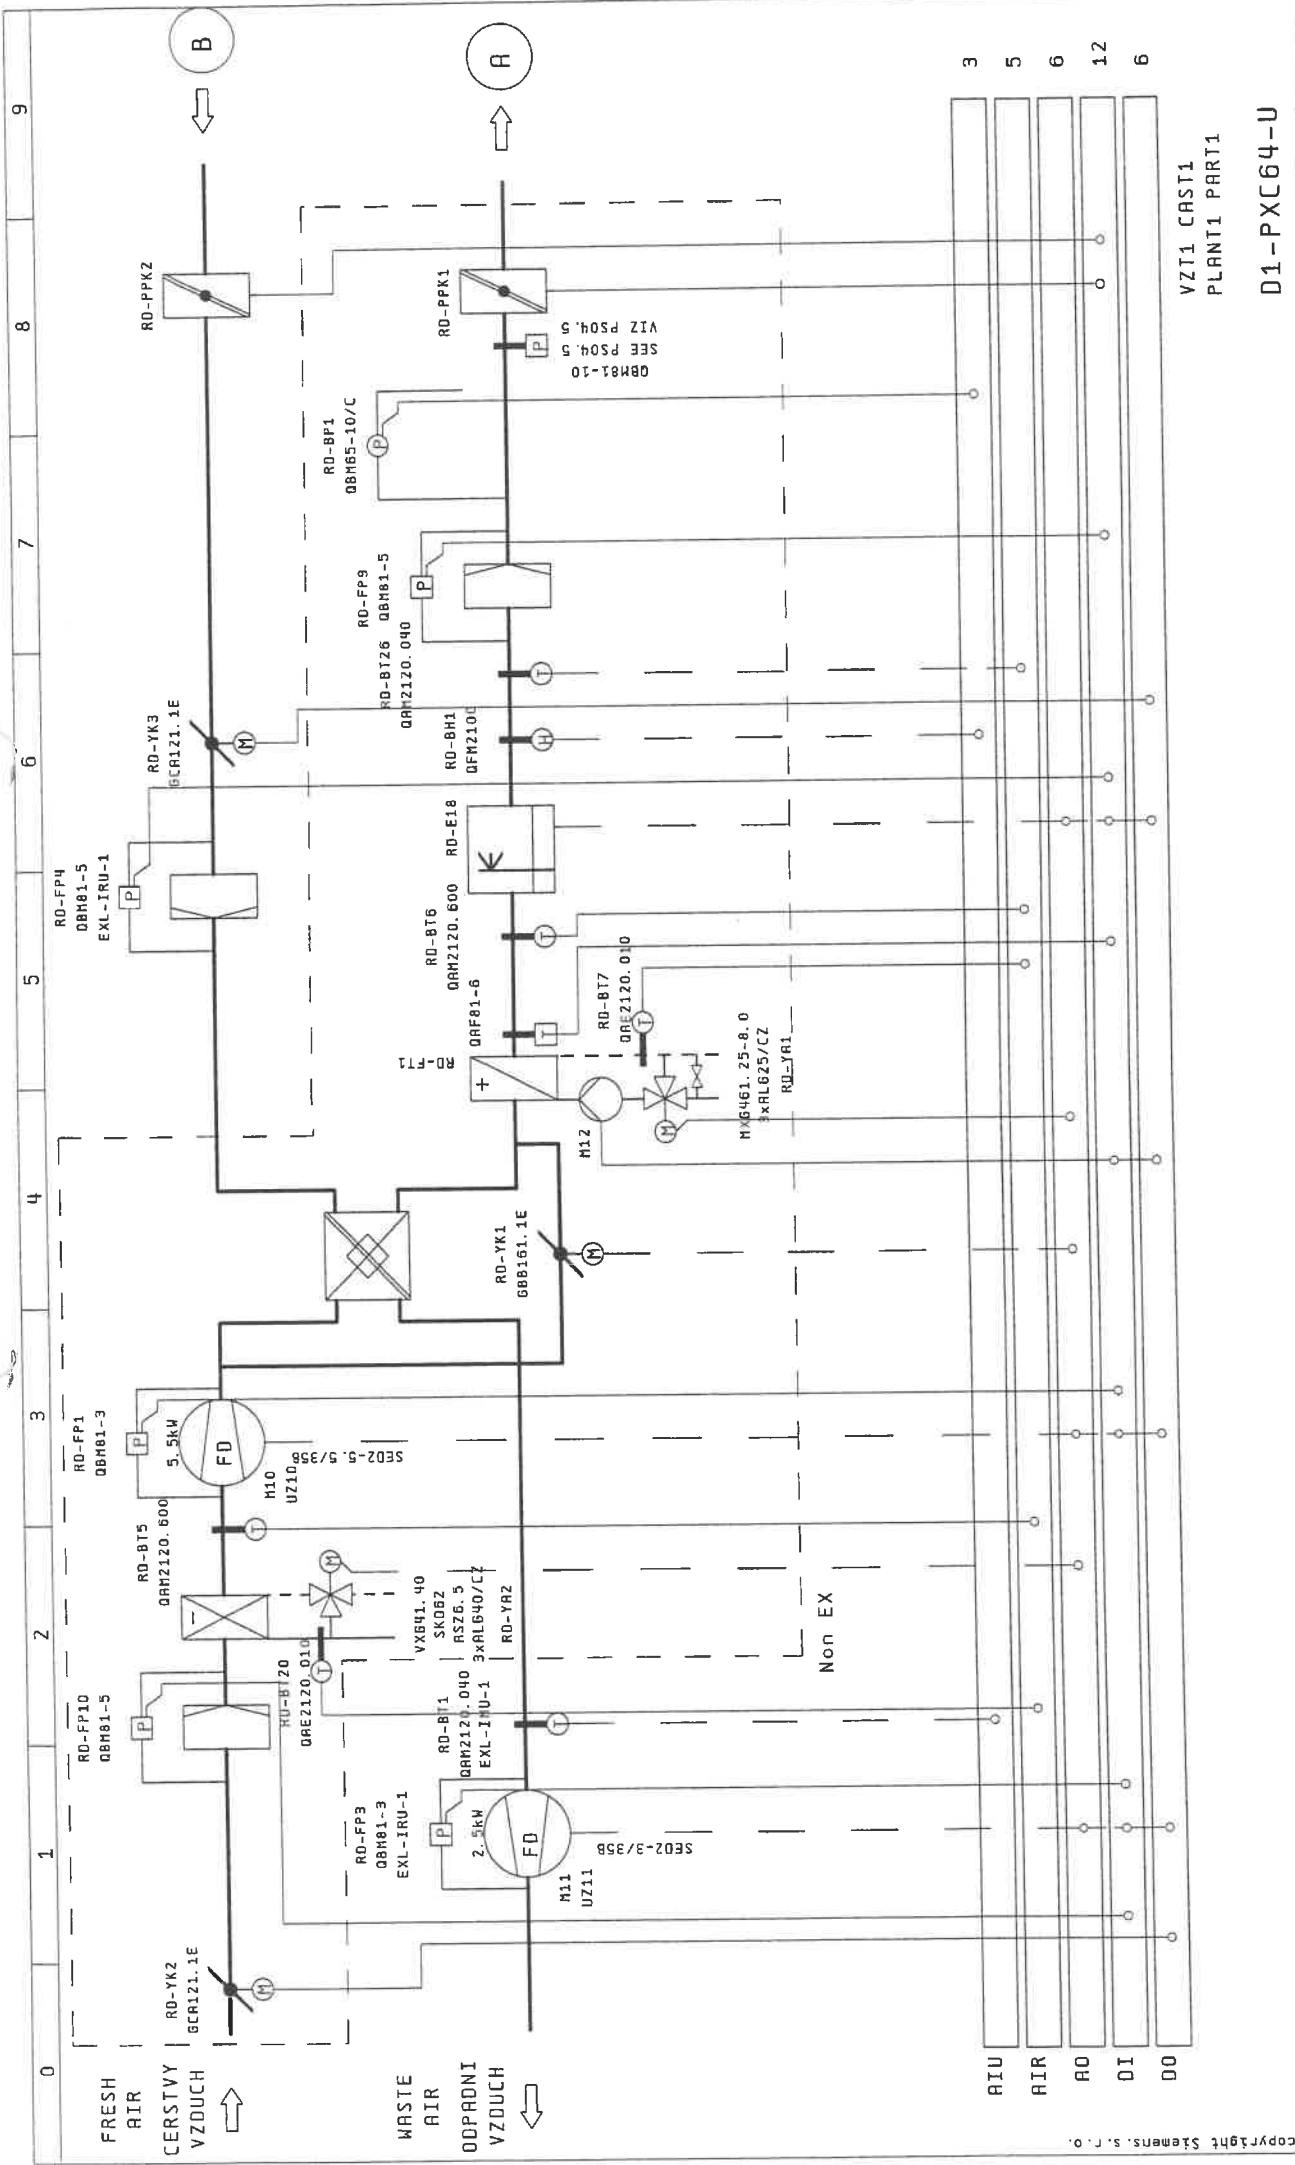 0 1 2 3 4 5 6 7 8 9
FRESH
AIR
CERSTVY
VZDUCH
RD-YK2
GCA121.1E
M
RD-FP10
QBM81-5
P
RD-BT20
QAE2120.010
T
VXG41.40
SKD62
ASZ6.5
3xALG40/CZ
RD-YA2
M
RD-BT5
QAM2120.600
T
RD-FP1
QBM81-3
P
5.5kW
FD
M10
UZ10
SED2-5.5/35B
RD-FP4
QBM81-5
EXL-IRU-1
P
RD-YK3
GCA121.1E
M
RD-PPK2
B
WASTE
AIR
ODPADNI
VZDUCH
RD-FP3
QBM81-3
EXL-IRU-1
P
2.5kW
FD
M11
UZ11
SED2-3/35B
RD-BT1
QAM2120.040
EXL-IMU-1
T
Non EX
RD-YK1
GBB161.1E
M
M12
RD-FT1
+
QAF81-6
T
RD-BT7
QAE2120.010
T
M
MXG461.25-8.0
3xALG25/CZ
RD-YA1
RD-BT6
QAM2120.600
T
RD-E18
RD-BH1
QFM2100
H
RD-BT26
QAM2120.040
T
RD-FP9
QBM81-5
P
RD-BP1
QBM65-10/C
P
QBM81-10
SEE PS04.5
VIZ PS04.5
P
RD-PPK1
A
AIU 3
AIR 5
AO 6
DI 12
DO 6
VZT1 CAST1
PLANT1 PART1
D1-PXC64-U
copyright Siemens.s.r.o.